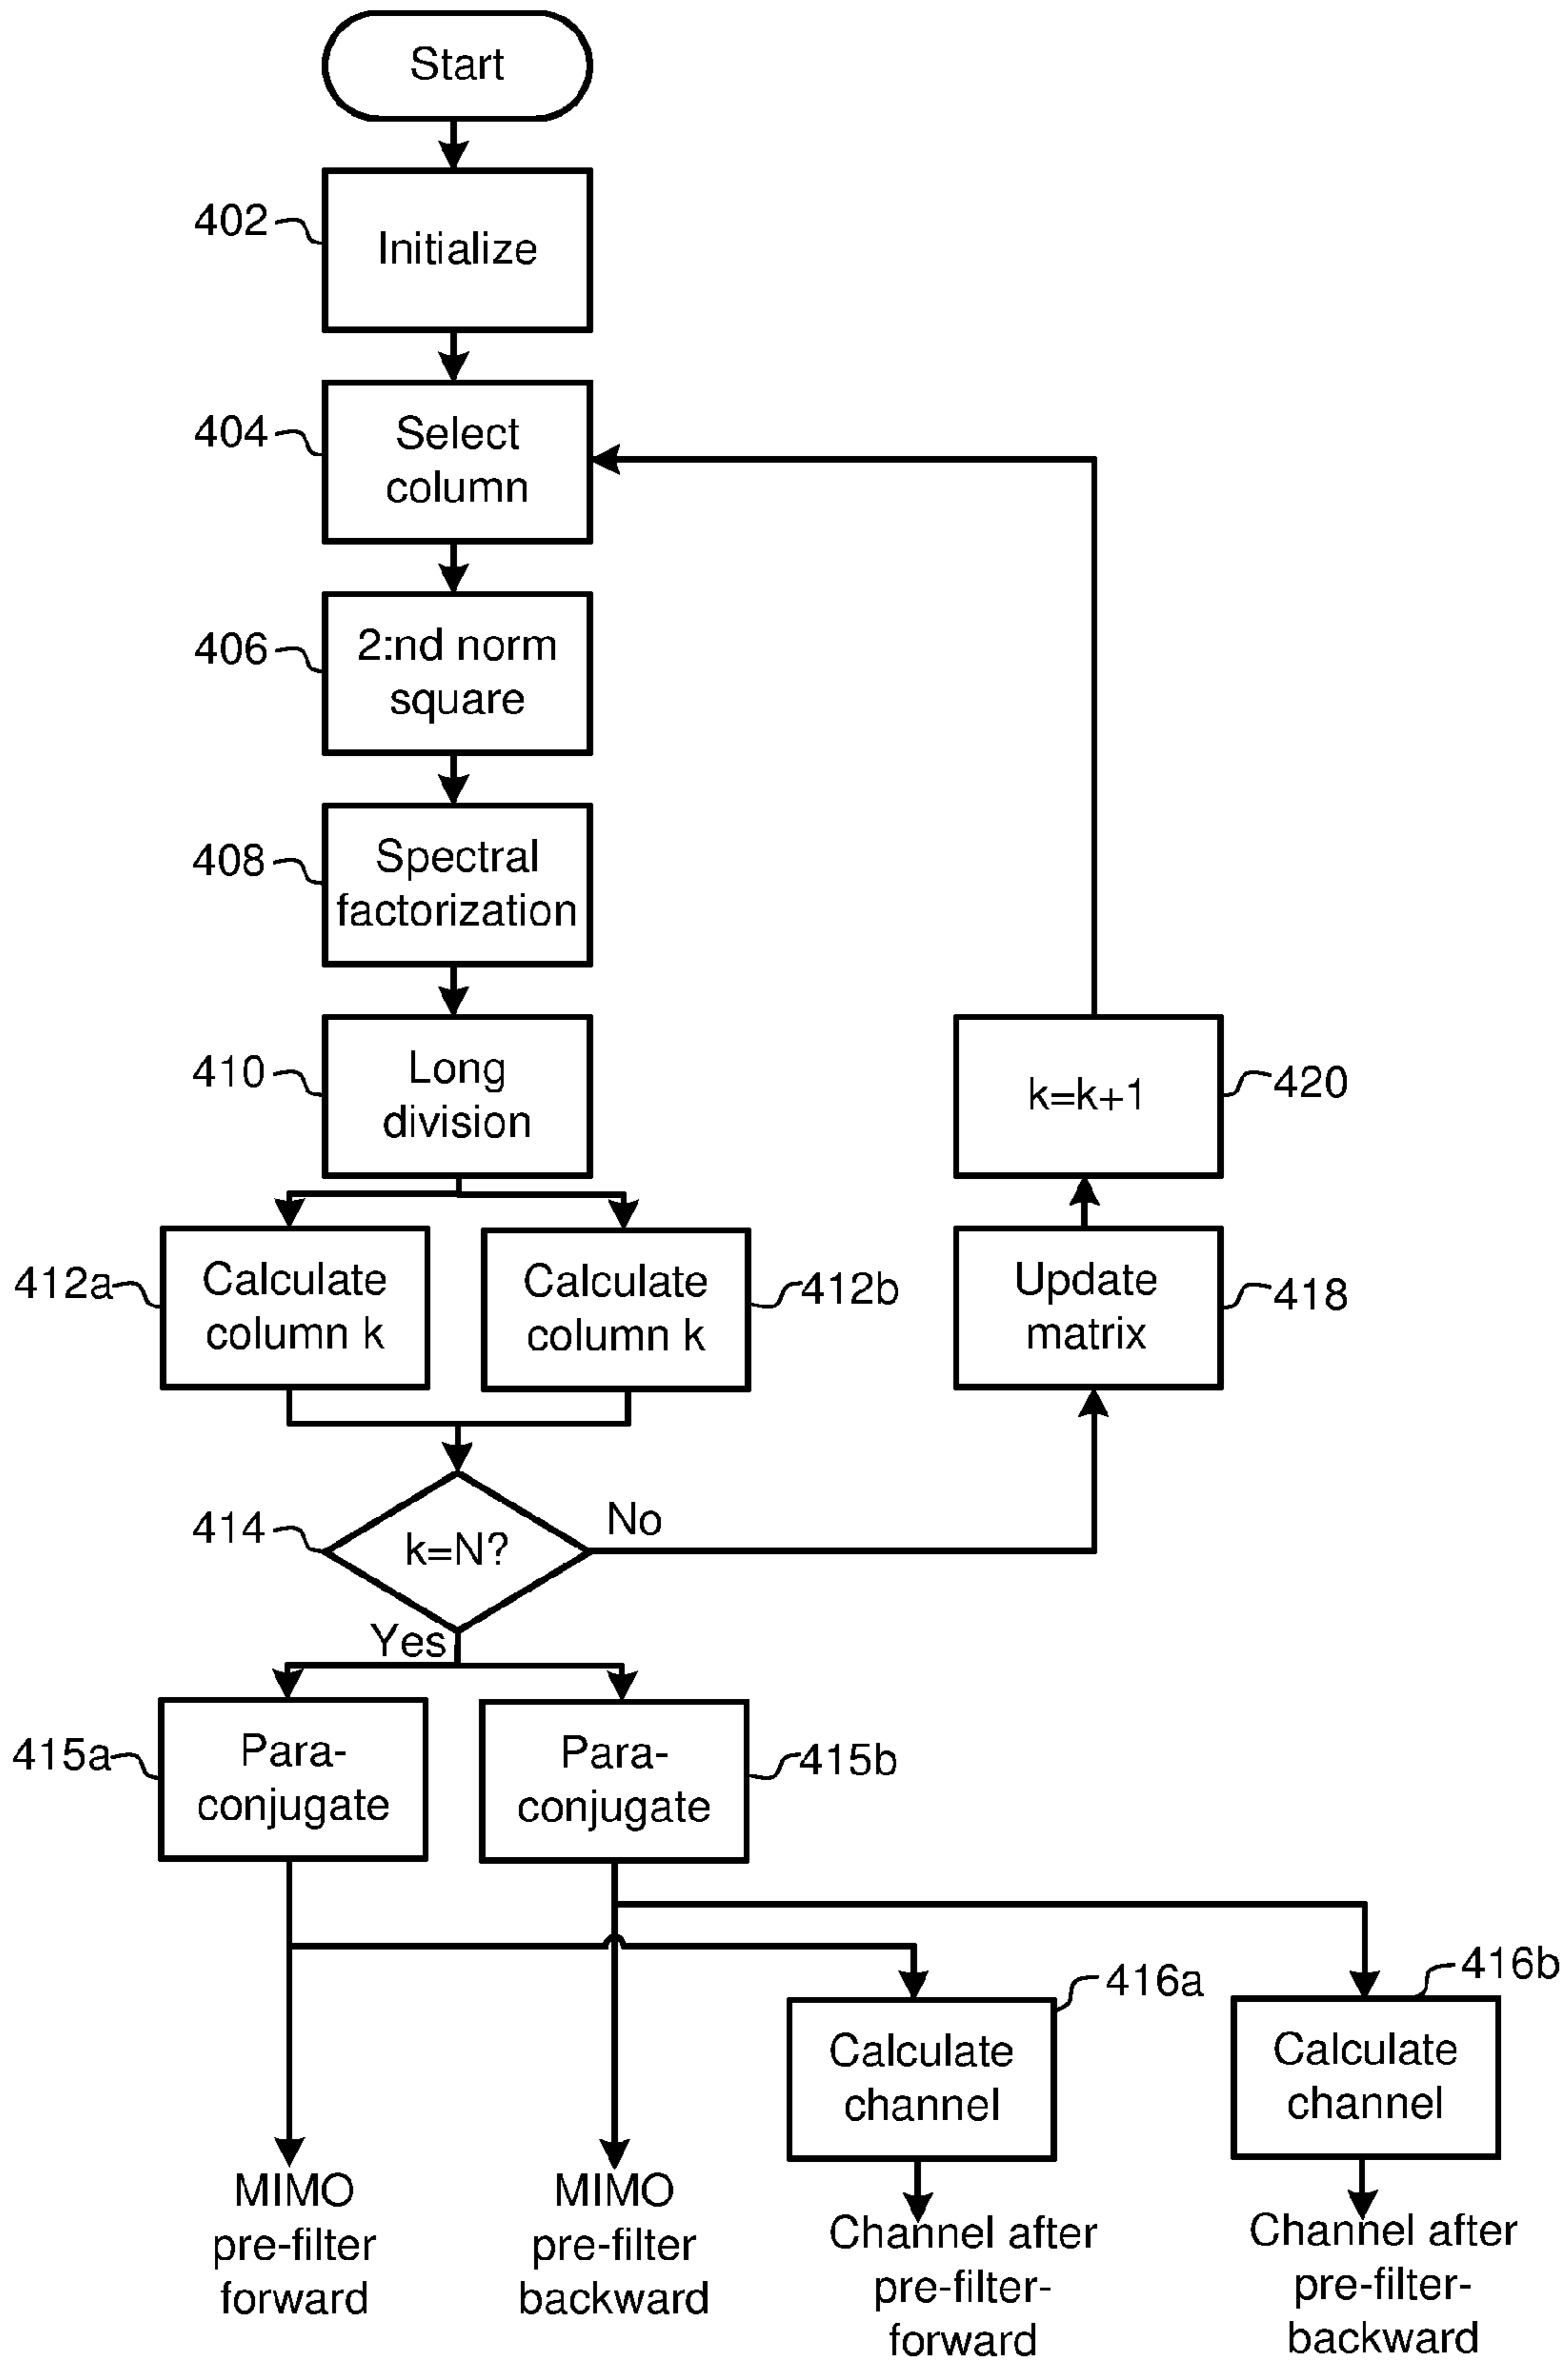 Start
402
Initialize
404
Select
column
406
2:nd norm
square
408
Spectral
factorization
410
Long
division
k=k+1
420
412a
Calculate
column k
Calculate
column k
412b
Update
matrix
418
414
k=N?
No
Yes
415a
Para-
conjugate
Para-
conjugate
415b
416a
Calculate
channel
416b
Calculate
channel
MIMO
pre-filter
forward
MIMO
pre-filter
backward
Channel after
pre-filter-
forward
Channel after
pre-filter-
backward